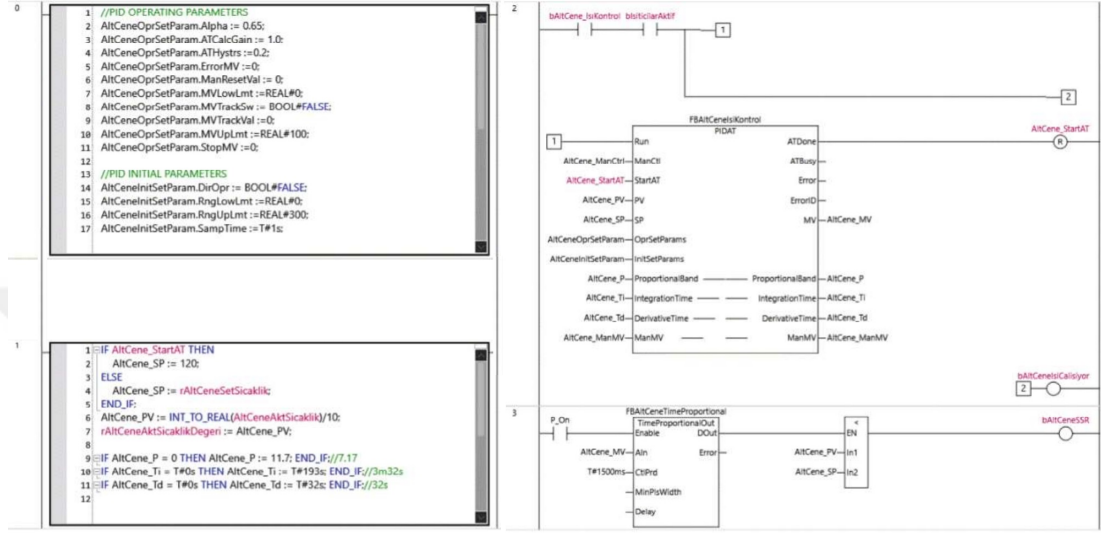 0
1 //PID OPERATING PARAMETERS
2 AltCeneOprSetParam.Alpha := 0.65;
3 AltCeneOprSetParam.ATCalcGain := 1.0;
4 AltCeneOprSetParam.ATHystrs :=0.2;
5 AltCeneOprSetParam.ErrorMV :=0;
6 AltCeneOprSetParam.ManResetVal := 0;
7 AltCeneOprSetParam.MVLowLmt :=REAL#0;
8 AltCeneOprSetParam.MVTrackSw := BOOL#FALSE;
9 AltCeneOprSetParam.MVTrackVal :=0;
10 AltCeneOprSetParam.MVUpLmt :=REAL#100;
11 AltCeneOprSetParam.StopMV :=0;
12
13 //PID INITIAL PARAMETERS
14 AltCeneInitSetParam.DirOpr := BOOL#FALSE;
15 AltCeneInitSetParam.RngLowLmt :=REAL#0;
16 AltCeneInitSetParam.RngUpLmt :=REAL#300;
17 AltCeneInitSetParam.SampTime :=T#1s;
1
1 IF AltCene_StartAT THEN
2 AltCene_SP := 120;
3 ELSE
4 AltCene_SP := rAltCeneSetSicaklik;
5 END_IF;
6 AltCene_PV := INT_TO_REAL(AltCeneAktSicaklik)/10;
7 rAltCeneAktSicaklikDegeri := AltCene_PV;
8
9 IF AltCene_P = 0 THEN AltCene_P := 11.7; END_IF;//7.17
10 IF AltCene_Ti = T#0s THEN AltCene_Ti := T#193s; END_IF;//3m32s
11 IF AltCene_Td = T#0s THEN AltCene_Td := T#32s; END_IF;//32s
12
2
bAltCene_IsiKontrol bIsiticilarAktif
1
2
FBAltCeneIsiKontrol
PIDAT
AltCene_StartAT
1 Run ATDone R
AltCene_ManCtrl ManCtl ATBusy
AltCene_StartAT StartAT Error
AltCene_PV PV ErrorID
AltCene_SP SP MV AltCene_MV
AltCeneOprSetParam OprSetParams
AltCeneInitSetParam InitSetParams
AltCene_P ProportionalBand ProportionalBand AltCene_P
AltCene_Ti IntegrationTime IntegrationTime AltCene_Ti
AltCene_Td DerivativeTime DerivativeTime AltCene_Td
AltCene_ManMV ManMV ManMV AltCene_ManMV
bAltCeneIsiCalisiyor
2
3
FBAltCeneTimeProportional
P_On TimeProportionalOut < bAltCeneSSR
Enable DOut EN
AltCene_MV AIn Error AltCene_PV In1
T#1500ms CtlPrd AltCene_SP In2
MinPlsWidth
Delay